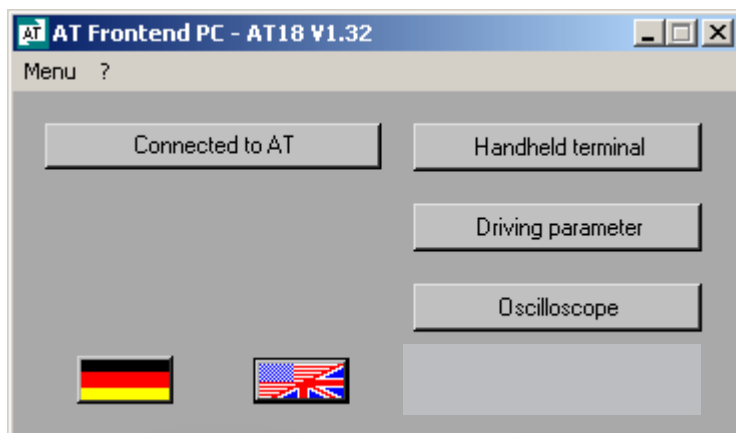 AT AT Frontend PC - AT18 V1.32
Menu ?
Connected to AT
Handheld terminal
Driving parameter
Oscilloscope